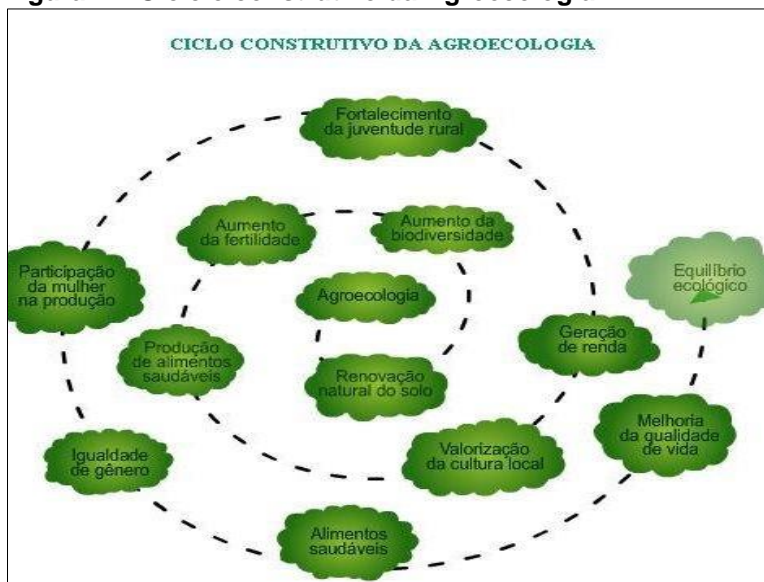 CICLO CONSTRUTIVO DA AGROECOLOGIA
Fortalecimento
da juventude rural
Aumento
da fertilidade
Aumento da
biodiversidade
Participação
da mulher
na produção
Equilíbrio
ecológico
Agroecologia
Produção
de alimentos
saudáveis
Geração
de renda
Renovação
natural do solo
Melhoria
da qualidade
de vida
Igualdade
de gênero
Valorização
da cultura local
Alimentos
saudáveis